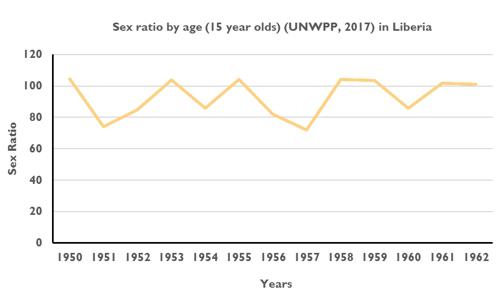 Sex ratio by age (15 year olds) (UNWPP, 2017) in Liberia
120
100
80
60
40
20
0
Sex Ratio
1950 1951 1952 1953 1954 1955 1956 1957 1958 1959 1960 1961 1962
Years